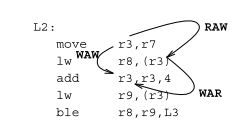 L2:
move r3,r7 RAW
lw WAW r8,(r3)
add r3,r3,4
lw r9,(r3) WAR
ble r8,r9,L3